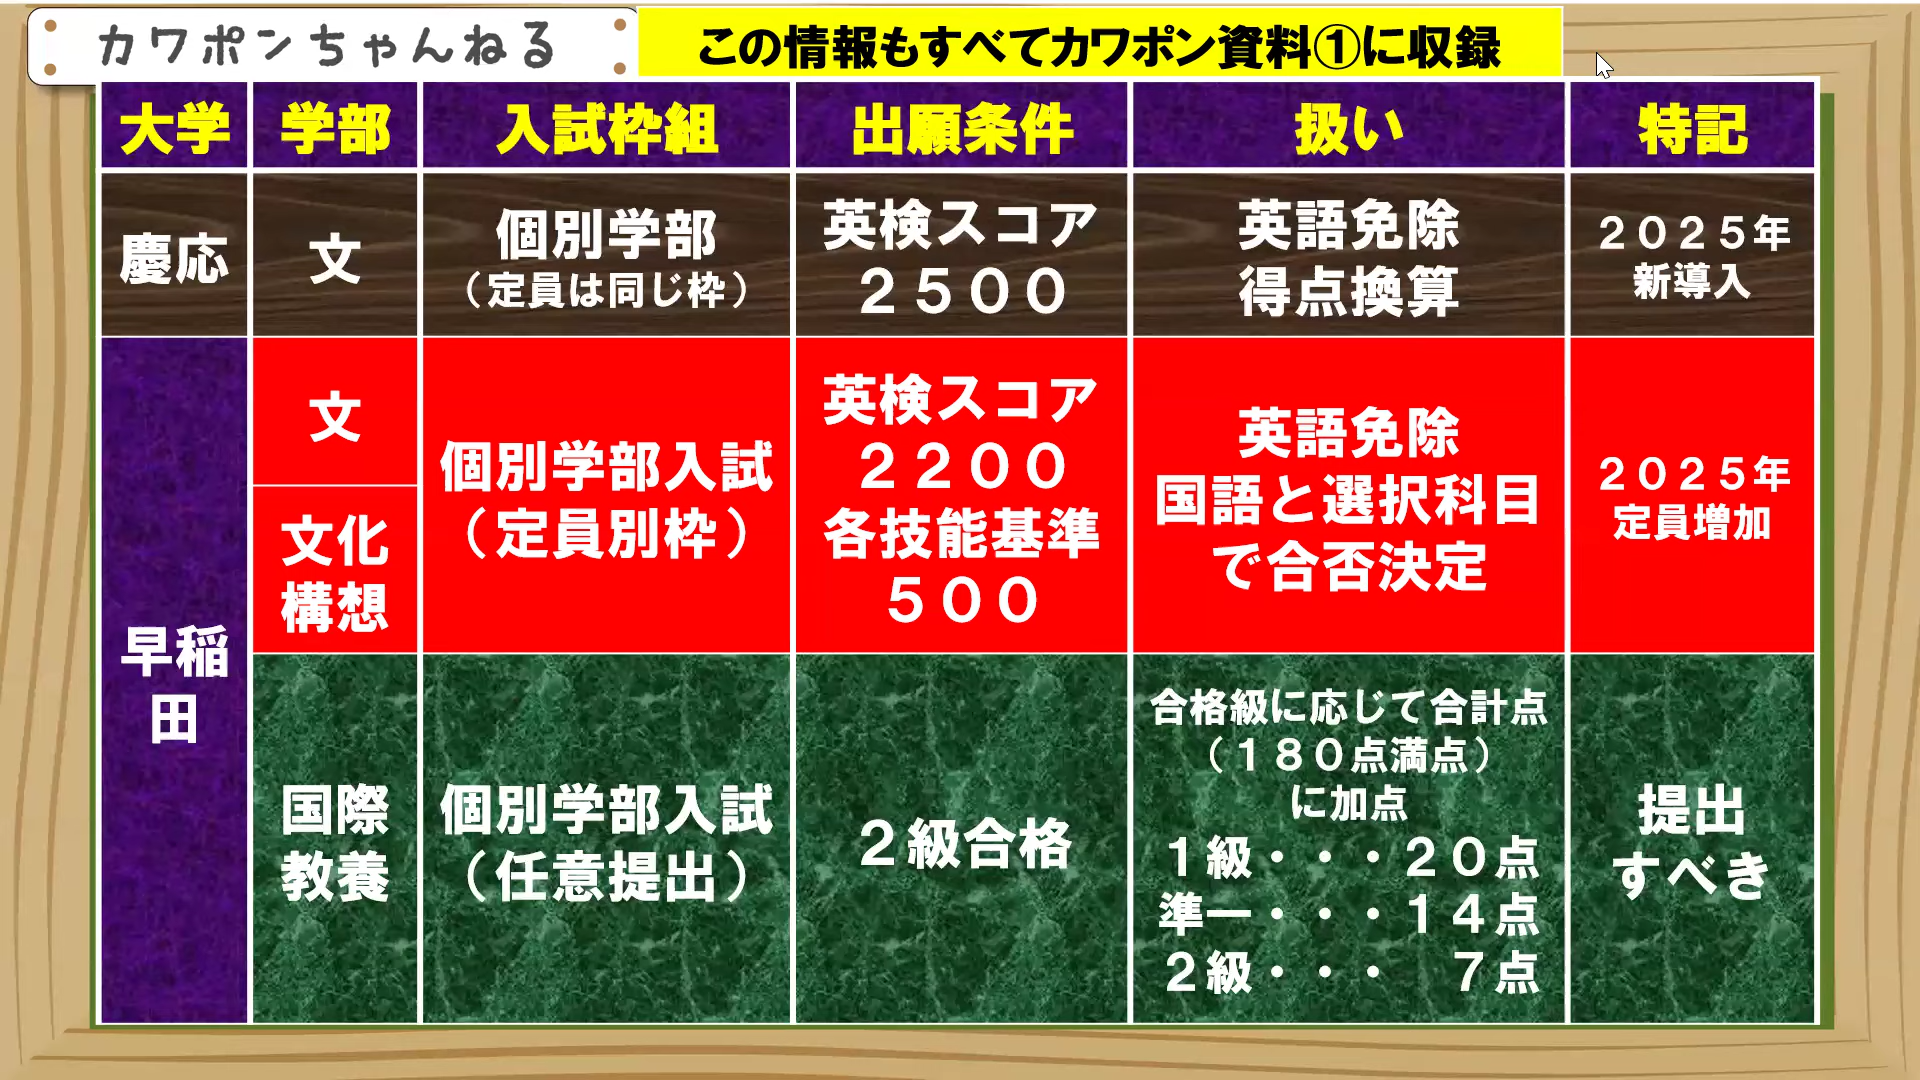 カワポンちゃんねる
この情報もすべてカワポン資料①に収録
大学
学部
入試枠組
出願条件
扱い
特記
慶応
文
個別学部
（定員は同じ枠）
英検スコア
２５００
英語免除
得点換算
２０２５年
新導入
早稲
田
文
文化
構想
個別学部入試
（定員別枠）
英検スコア
２２００
各技能基準
５００
英語免除
国語と選択科目
で合否決定
２０２５年
定員増加
国際
教養
個別学部入試
（任意提出）
２級合格
合格級に応じて合計点
（１８０点満点）
に加点
１級・・・２０点
準一・・・１４点
２級・・・　７点
提出
すべき